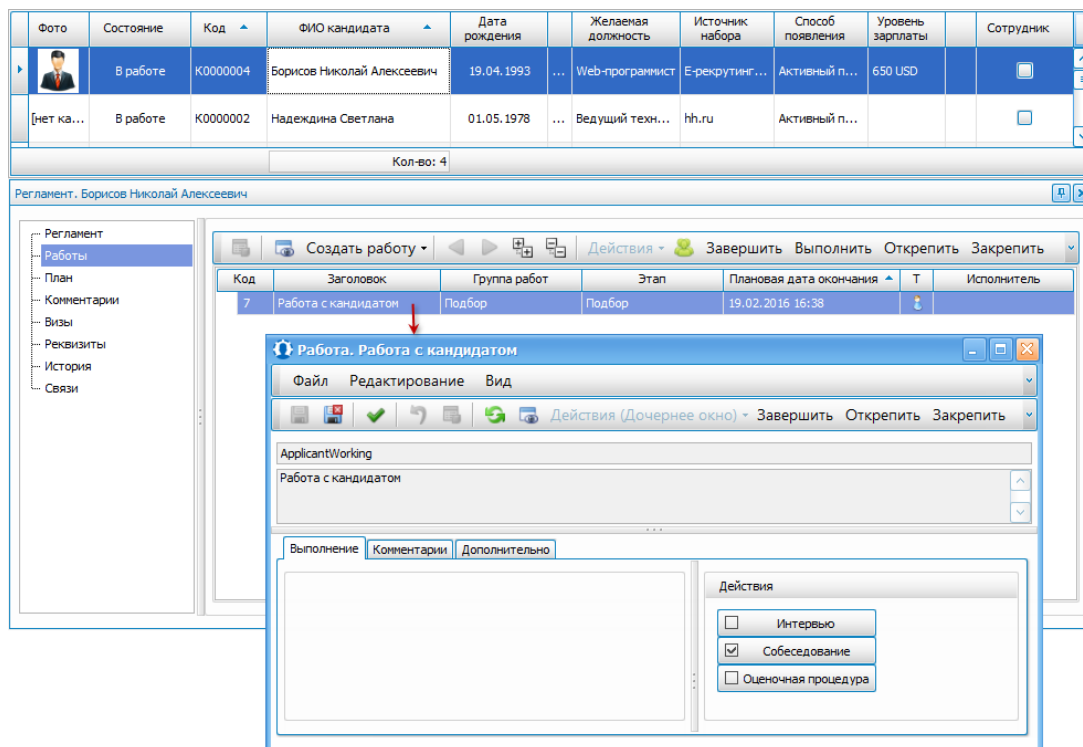 Фото Состояние Код ФИО кандидата Дата рождения Желаемая должность Источник набора Способ появления Уровень зарплаты Сотрудник
В работе K0000004 Борисов Николай Алексеевич 19.04.1993 ... Web-программист Е-рекрутинг... Активный п... 650 USD
[нет ка... В работе K0000002 Надеждина Светлана 01.05.1978 ... Ведущий техн... hh.ru Активный п...
Кол-во: 4
Регламент. Борисов Николай Алексеевич
Регламент
Работы
План
Комментарии
Визы
Реквизиты
История
Связи
Создать работу Действия Завершить Выполнить Открепить Закрепить
Код Заголовок Группа работ Этап Плановая дата окончания Т Исполнитель
7 Работа с кандидатом Подбор Подбор 19.02.2016 16:38
Работа. Работа с кандидатом
Файл Редактирование Вид
Действия (Дочернее окно) Завершить Открепить Закрепить
ApplicantWorking
Работа с кандидатом
Выполнение Комментарии Дополнительно
Действия
Интервью
Собеседование
Оценочная процедура